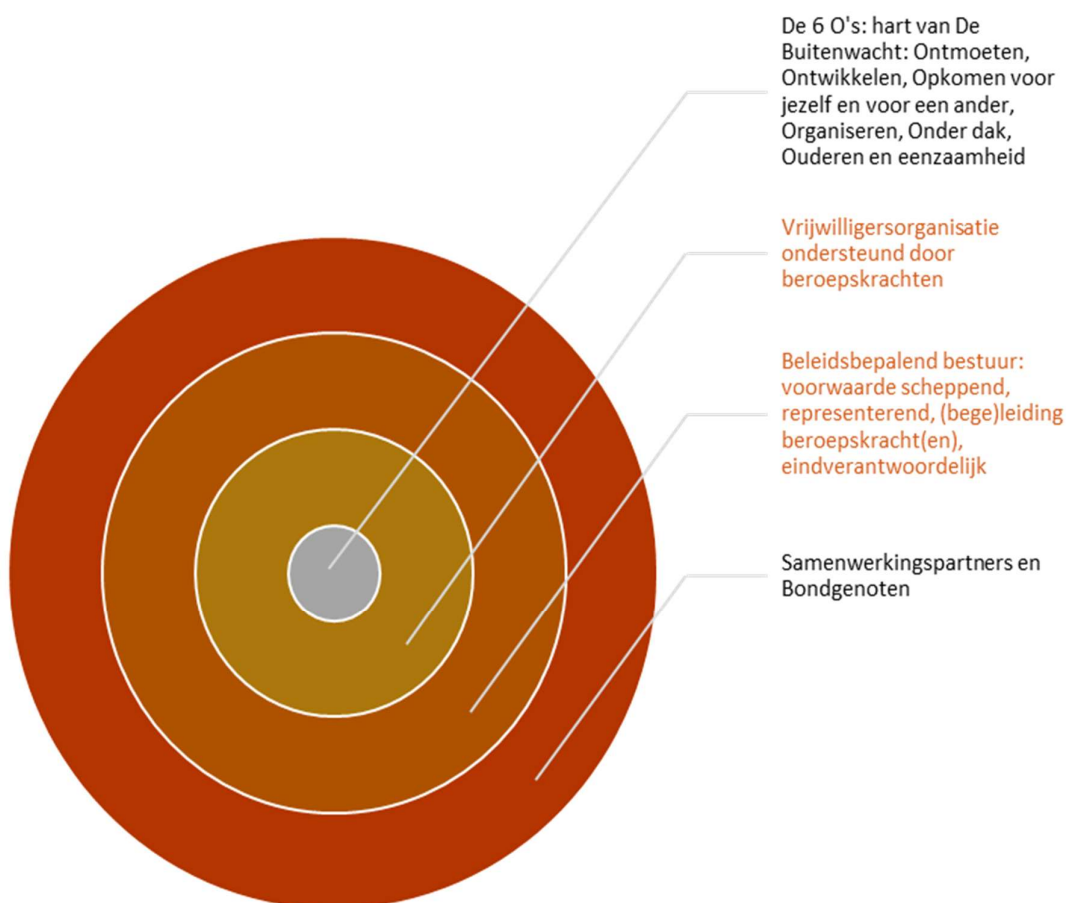 De 6 O's: hart van De
Buitenwacht: Ontmoeten,
Ontwikkelen, Opkomen voor
jezelf en voor een ander,
Organiseren, Onder dak,
Ouderen en eenzaamheid
Vrijwilligersorganisatie
ondersteund door
beroepskrachten
Beleidsbepalend bestuur:
voorwaarde scheppend,
representerend, (bege)leiding
beroepskracht(en),
eindverantwoordelijk
Samenwerkingspartners en
Bondgenoten